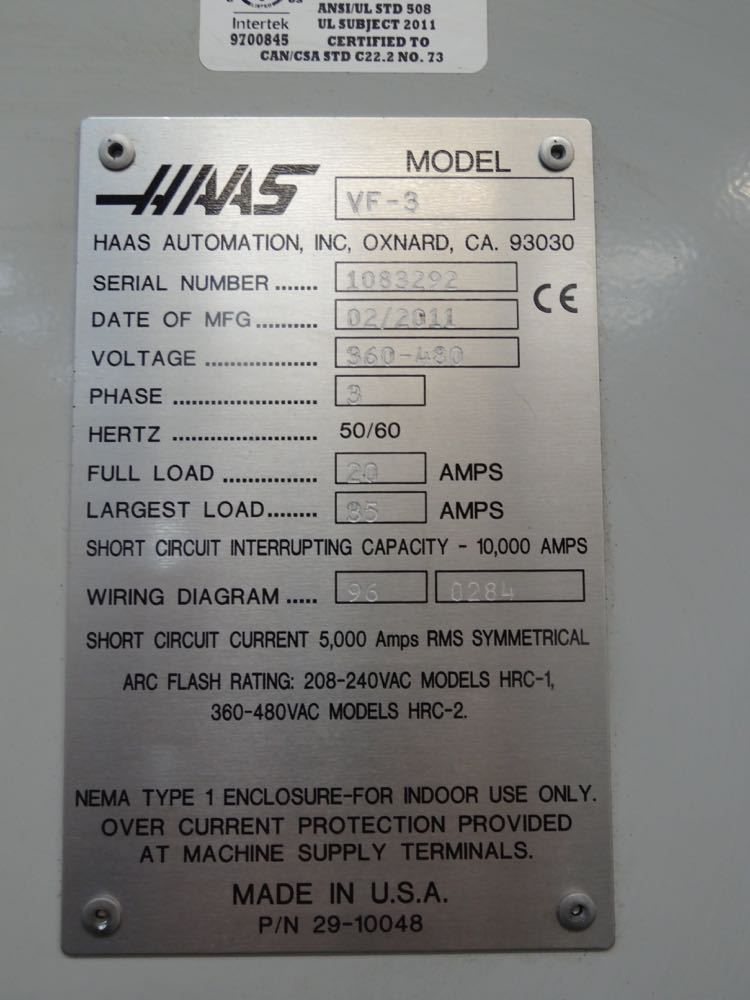 ANSI/UL STD 508
Intertek UL SUBJECT 2011
9700845 CERTIFIED TO
CAN/CSA STD C22.2 NO. 73
HAAS
MODEL
VF-3
HAAS AUTOMATION, INC, OXNARD, CA. 93030
SERIAL NUMBER ....... 1083292
CE
DATE OF MFG.......... 02/2011
VOLTAGE .................... 360-480
PHASE ......................... 3
HERTZ ......................... 50/60
FULL LOAD ................ 20 AMPS
LARGEST LOAD........ AMPS
SHORT CIRCUIT INTERRUPTING CAPACITY - 10,000 AMPS
WIRING DIAGRAM ..... 96 0284
SHORT CIRCUIT CURRENT 5,000 Amps RMS SYMMETRICAL
ARC FLASH RATING: 208-240VAC MODELS HRC-1,
360-480VAC MODELS HRC-2.
NEMA TYPE 1 ENCLOSURE-FOR INDOOR USE ONLY.
OVER CURRENT PROTECTION PROVIDED
AT MACHINE SUPPLY TERMINALS.
MADE IN U.S.A.
P/N 29-10048